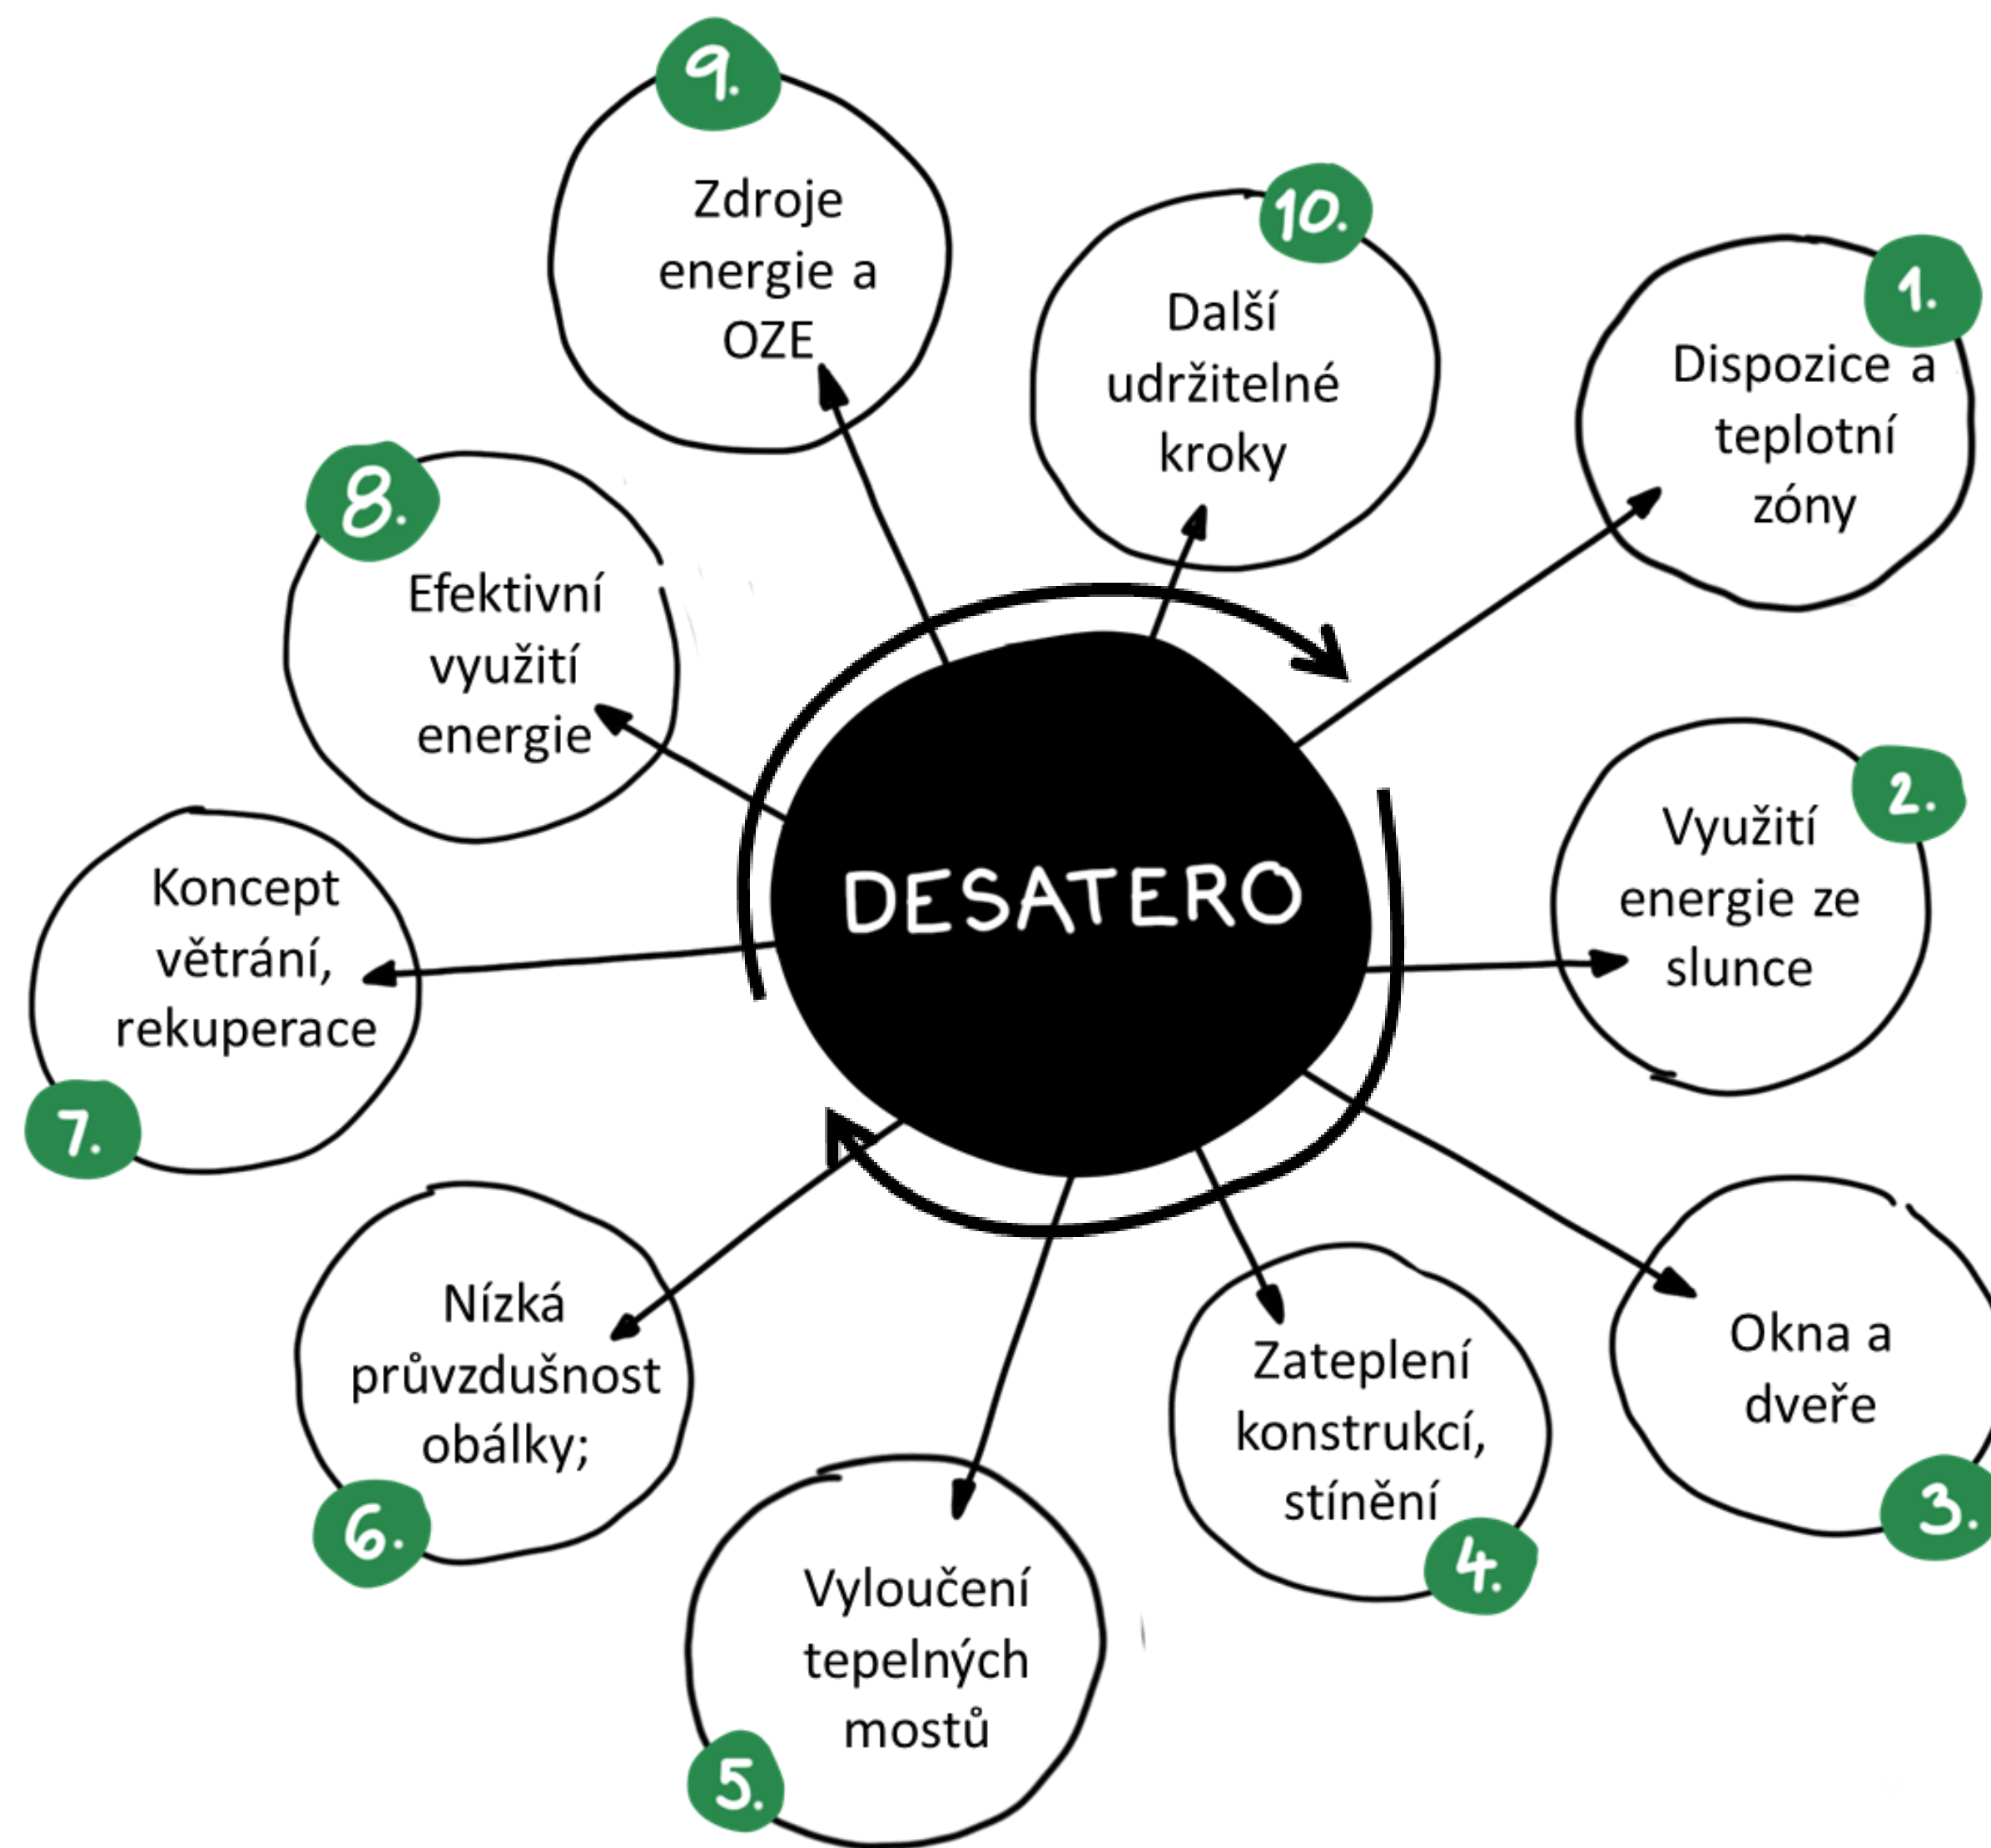 DESATERO
1.
Dispozice a
teplotní
zóny
2.
Využití
energie ze
slunce
3.
Okna a
dveře
4.
Zateplení
konstrukcí,
stínění
5.
Vyloučení
tepelných
mostů
6.
Nízká
průvzdušnost
obálky;
7.
Koncept
větrání,
rekuperace
8.
Efektivní
využití
energie
9.
Zdroje
energie a
OZE
10.
Další
udržitelné
kroky